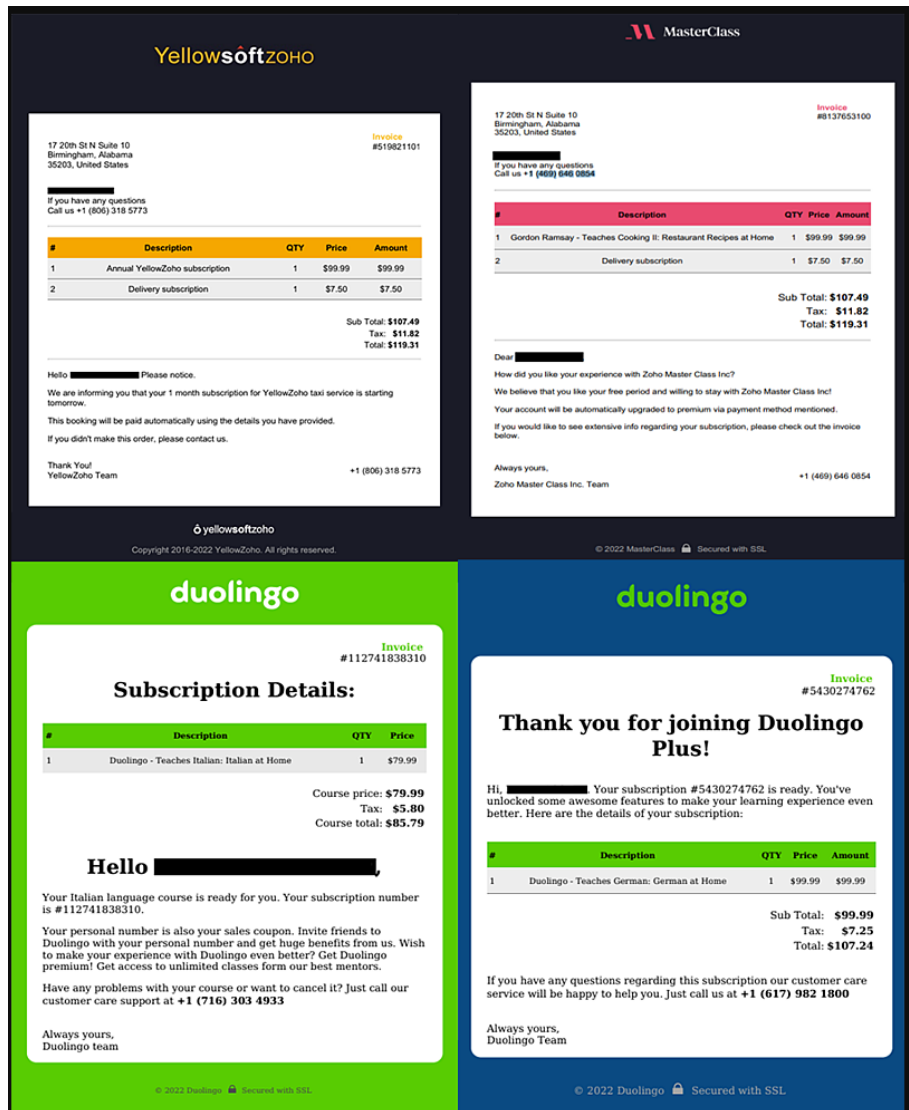 Yellowsôftzoho
17 20th St N Suite 10
Birmingham, Alabama
35203, United States
Invoice
#519821101
If you have any questions
Call us +1 (806) 318 5773
# Description QTY Price Amount
1 Annual YellowZoho subscription 1 $99.99 $99.99
2 Delivery subscription 1 $7.50 $7.50
Sub Total: $107.49
Tax: $11.82
Total: $119.31
Hello Please notice.
We are informing you that your 1 month subscription for YellowZoho taxi service is starting
tomorrow.
This booking will be paid automatically using the details you have provided.
If you didn't make this order, please contact us.
Thank You!
YellowZoho Team
+1 (806) 318 5773
ô yellowsoftzoho
Copyright 2016-2022 YellowZoho. All rights reserved.
MasterClass
17 20th St N Suite 10
Birmingham, Alabama
35203, United States
Invoice
#8137653100
If you have any questions
Call us +1 (469) 646 0854
# Description QTY Price Amount
1 Gordon Ramsay - Teaches Cooking II: Restaurant Recipes at Home 1 $99.99 $99.99
2 Delivery subscription 1 $7.50 $7.50
Sub Total: $107.49
Tax: $11.82
Total: $119.31
Dear
How did you like your experience with Zoho Master Class Inc?
We believe that you like your free period and willing to stay with Zoho Master Class Inc!
Your account will be automatically upgraded to premium via payment method mentioned.
If you would like to see extensive info regarding your subscription, please check out the invoice
below.
Always yours,
Zoho Master Class Inc. Team
+1 (469) 646 0854
© 2022 MasterClass Secured with SSL
duolingo
Invoice
#112741838310
Subscription Details:
# Description QTY Price
1 Duolingo - Teaches Italian: Italian at Home 1 $79.99
Course price: $79.99
Tax: $5.80
Course total: $85.79
Hello ,
Your Italian language course is ready for you. Your subscription number
is #112741838310.
Your personal number is also your sales coupon. Invite friends to
Duolingo with your personal number and get huge benefits from us. Wish
to make your experience with Duolingo even better? Get Duolingo
premium! Get access to unlimited classes form our best mentors.
Have any problems with your course or want to cancel it? Just call our
customer care support at +1 (716) 303 4933
Always yours,
Duolingo team
© 2022 Duolingo Secured with SSL
duolingo
Invoice
#5430274762
Thank you for joining Duolingo
Plus!
Hi, . Your subscription #5430274762 is ready. You've
unlocked some awesome features to make your learning experience even
better. Here are the details of your subscription:
# Description QTY Price Amount
1 Duolingo - Teaches German: German at Home 1 $99.99 $99.99
Sub Total: $99.99
Tax: $7.25
Total: $107.24
If you have any questions regarding this subscription our customer care
service will be happy to help you. Just call us at +1 (617) 982 1800
Always yours,
Duolingo Team
© 2022 Duolingo Secured with SSL